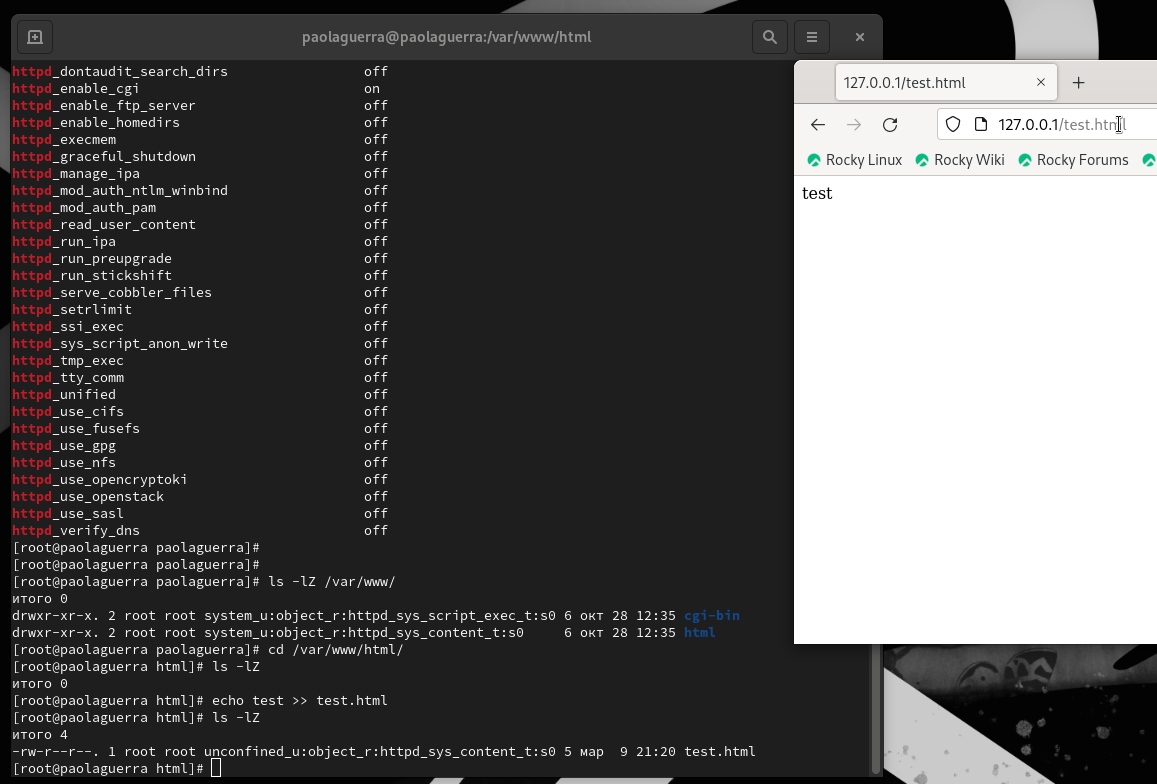 paolaguerra@paolaguerra:/var/www/html
httpd_dontaudit_search_dirs off
httpd_enable_cgi on
httpd_enable_ftp_server off
httpd_enable_homedirs off
httpd_execmem off
httpd_graceful_shutdown off
httpd_manage_ipa off
httpd_mod_auth_ntlm_winbind off
httpd_mod_auth_pam off
httpd_read_user_content off
httpd_run_ipa off
httpd_run_preupgrade off
httpd_run_stickshift off
httpd_serve_cobbler_files off
httpd_setrlimit off
httpd_ssi_exec off
httpd_sys_script_anon_write off
httpd_tmp_exec off
httpd_tty_comm off
httpd_unified off
httpd_use_cifs off
httpd_use_fusefs off
httpd_use_gpg off
httpd_use_nfs off
httpd_use_opencryptoki off
httpd_use_openstack off
httpd_use_sasl off
httpd_verify_dns off
[root@paolaguerra paolaguerra]#
[root@paolaguerra paolaguerra]#
[root@paolaguerra paolaguerra]# ls -lZ /var/www/
итого 0
drwxr-xr-x. 2 root root system_u:object_r:httpd_sys_script_exec_t:s0 6 окт 28 12:35 cgi-bin
drwxr-xr-x. 2 root root system_u:object_r:httpd_sys_content_t:s0 6 окт 28 12:35 html
[root@paolaguerra paolaguerra]# cd /var/www/html/
[root@paolaguerra html]# ls -lZ
итого 0
[root@paolaguerra html]# echo test >> test.html
[root@paolaguerra html]# ls -lZ
итого 4
-rw-r--r--. 1 root root unconfined_u:object_r:httpd_sys_content_t:s0 5 мар 9 21:20 test.html
[root@paolaguerra html]#
127.0.0.1/test.html
127.0.0.1/test.html
Rocky Linux Rocky Wiki Rocky Forums
test